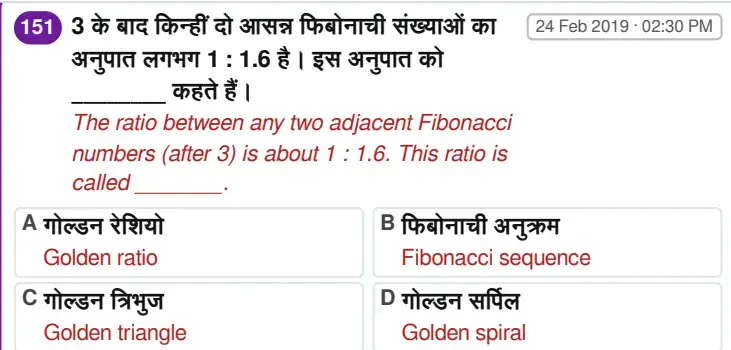 151 3 के बाद किन्हीं दो आसन्न फिबोनाची संख्याओं का
24 Feb 2019 · 02:30 PM
अनुपात लगभग 1 : 1.6 है। इस अनुपात को
________ कहते हैं।
The ratio between any two adjacent Fibonacci
numbers (after 3) is about 1 : 1.6. This ratio is
called ________.
A गोल्डन रेशियो
Golden ratio
B फिबोनाची अनुक्रम
Fibonacci sequence
C गोल्डन त्रिभुज
Golden triangle
D गोल्डन सर्पिल
Golden spiral